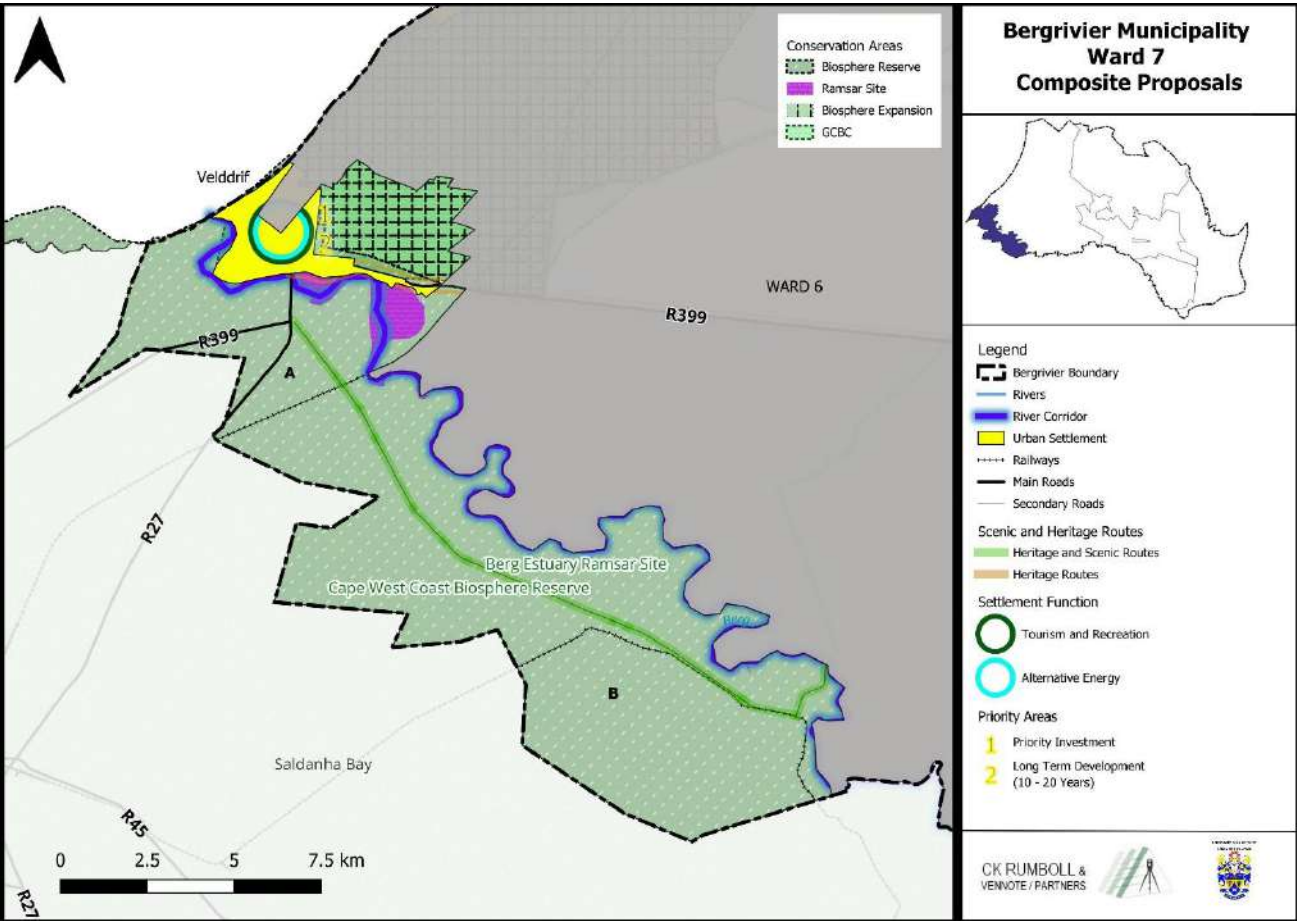 Bergrivier Municipality
Ward 7
Composite Proposals
Conservation Areas
Biosphere Reserve
Ramsar Site
Biosphere Expansion
GCBC
Velddrif
1
2
WARD 6
R399
R399
A
R27
Berg Estuary Ramsar Site
Cape West Coast Biosphere Reserve
Berg
B
Saldanha Bay
R45
R27
0 2.5 5 7.5 km
Legend
Bergrivier Boundary
Rivers
River Corridor
Urban Settlement
Railways
Main Roads
Secondary Roads
Scenic and Heritage Routes
Heritage and Scenic Routes
Heritage Routes
Settlement Function
Tourism and Recreation
Alternative Energy
Priority Areas
1 Priority Investment
2 Long Term Development
(10 - 20 Years)
CK RUMBOLL &
VENNOTE / PARTNERS